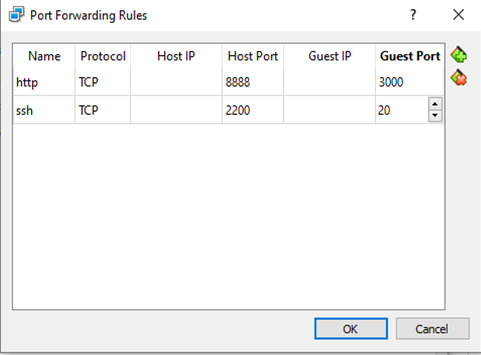 Port Forwarding Rules ? ×
Name Protocol Host IP Host Port Guest IP Guest Port
http TCP 8888 3000
ssh TCP 2200 20
OK Cancel